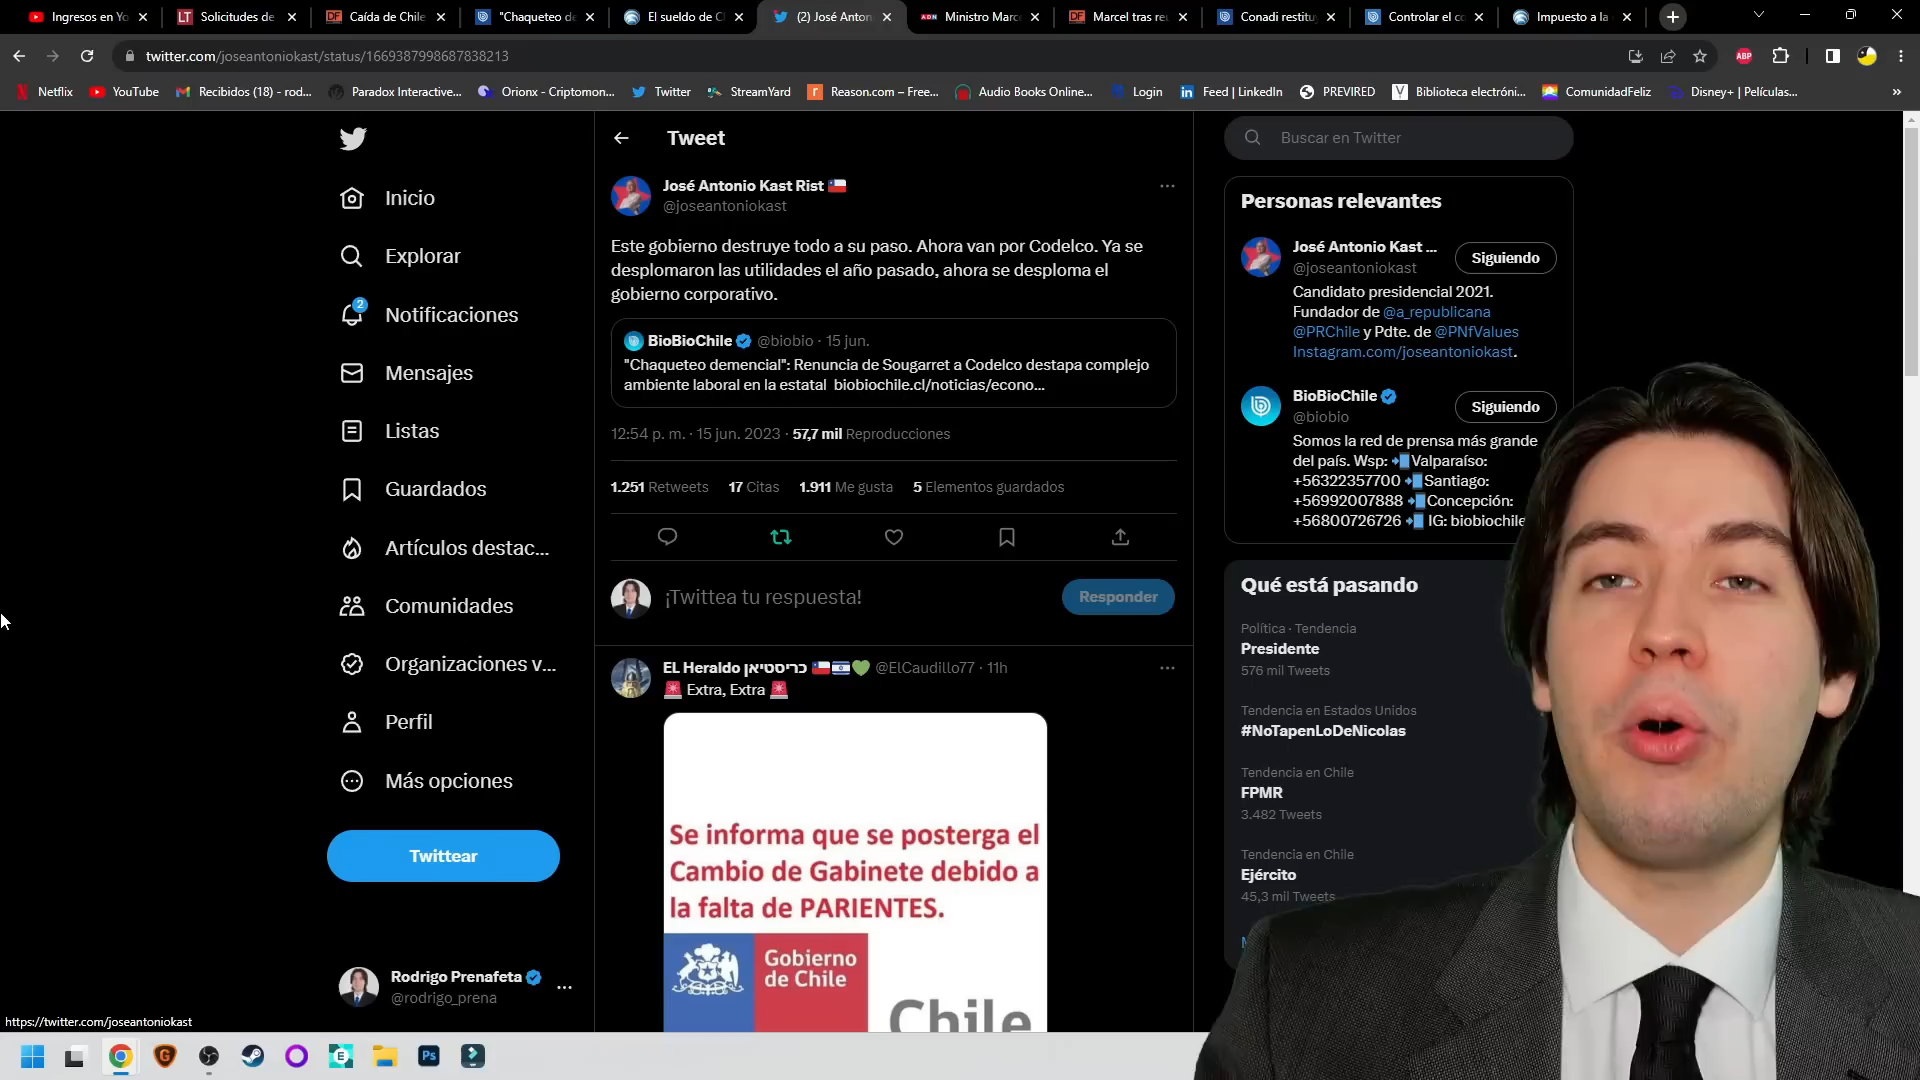 Ingresos en Yo
Solicitudes de
Caída de Chile
"Chaqueteo de
El sueldo de C
(2) José Anton
Ministro Marc
Marcel tras re
Conadi restitu
Controlar el co
Impuesto a la
twitter.com/joseantoniokast/status/1669387998687838213
ABP
Netflix
YouTube
Recibidos (18) - rod...
Paradox Interactive...
Orionx - Criptomon...
Twitter
StreamYard
Reason.com – Free...
Audio Books Online...
Login
Feed | LinkedIn
PREVIRED
Biblioteca electróni...
ComunidadFeliz
Disney+ | Películas...
Inicio
Explorar
2
Notificaciones
Mensajes
Listas
Guardados
Artículos destac...
Comunidades
Organizaciones v...
Perfil
Más opciones
Twittear
Rodrigo Prenafeta
@rodrigo_prena
https://twitter.com/joseantoniokast
Tweet
José Antonio Kast Rist 🇨🇱
@joseantoniokast
Este gobierno destruye todo a su paso. Ahora van por Codelco. Ya se
desplomaron las utilidades el año pasado, ahora se desploma el
gobierno corporativo.
BioBioChile @biobio · 15 jun.
"Chaqueteo demencial": Renuncia de Sougarret a Codelco destapa complejo
ambiente laboral en la estatal biobiochile.cl/noticias/econo...
12:54 p. m. · 15 jun. 2023 · 57,7 mil Reproducciones
1.251 Retweets 17 Citas 1.911 Me gusta 5 Elementos guardados
¡Twittea tu respuesta!
Responder
EL Heraldo כריסטיאן 🇨🇱🇮🇱💚 @ElCaudillo77 · 11h
🚨 Extra, Extra 🚨
Se informa que se posterga el
Cambio de Gabinete debido a
la falta de PARIENTES.
Gobierno
de Chile
Chile
Buscar en Twitter
Personas relevantes
José Antonio Kast ...
@joseantoniokast
Siguiendo
Candidato presidencial 2021.
Fundador de @a_republicana
@PRChile y Pdte. de @PNfValues
Instagram.com/joseantoniokast.
BioBioChile
@biobio
Siguiendo
Somos la red de prensa más grande
del país. Wsp: 📲Valparaíso:
+56322357700 📲Santiago:
+56992007888 📲Concepción:
+56800726726 📲 IG: biobiochile
Qué está pasando
Política · Tendencia
Presidente
576 mil Tweets
Tendencia en Estados Unidos
#NoTapenLoDeNicolas
Tendencia en Chile
FPMR
3.482 Tweets
Tendencia en Chile
Ejército
45,3 mil Tweets